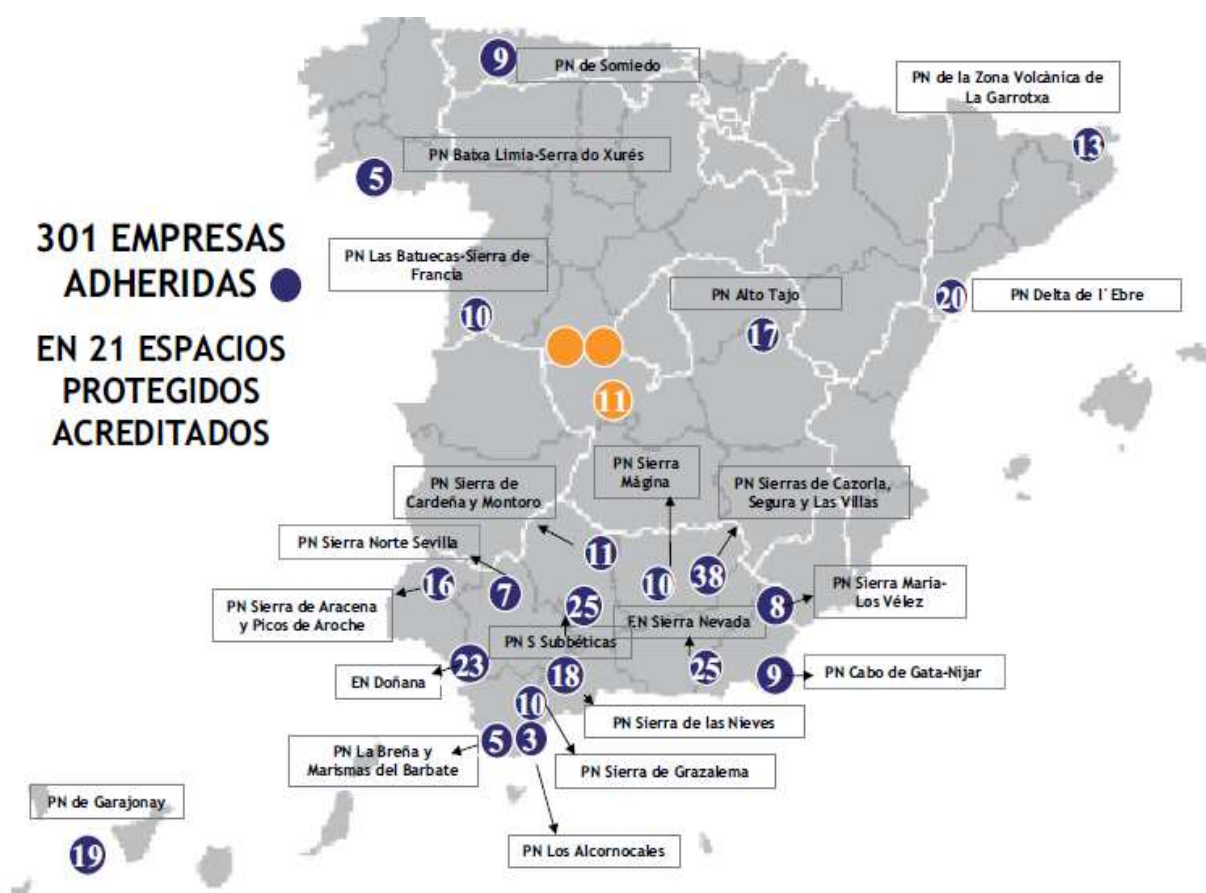 9
PN de Somiedo
PN de la Zona Volcànica de
La Garrotxa
13
PN Baixa Limia-Serra do Xurés
5
301 EMPRESAS
ADHERIDAS
EN 21 ESPACIOS
PROTEGIDOS
ACREDITADOS
PN Las Batuecas-Sierra de
Francia
10
PN Alto Tajo
17
20
PN Delta de l´Ebre
11
PN Sierra de
Cardeña y Montoro
PN Sierra
Mágina
PN Sierras de Cazorla,
Segura y Las Villas
PN Sierra Norte Sevilla
11
10
38
16
7
25
8
PN Sierra María-
Los Vélez
PN Sierra de Aracena
y Picos de Aroche
EN Sierra Nevada
PN S Subbéticas
EN Doñana
23
18
25
9
PN Cabo de Gata-Nijar
10
PN Sierra de las Nieves
PN La Breña y
Marismas del Barbate
5
3
PN Sierra de Grazalema
PN de Garajonay
19
PN Los Alcornocales